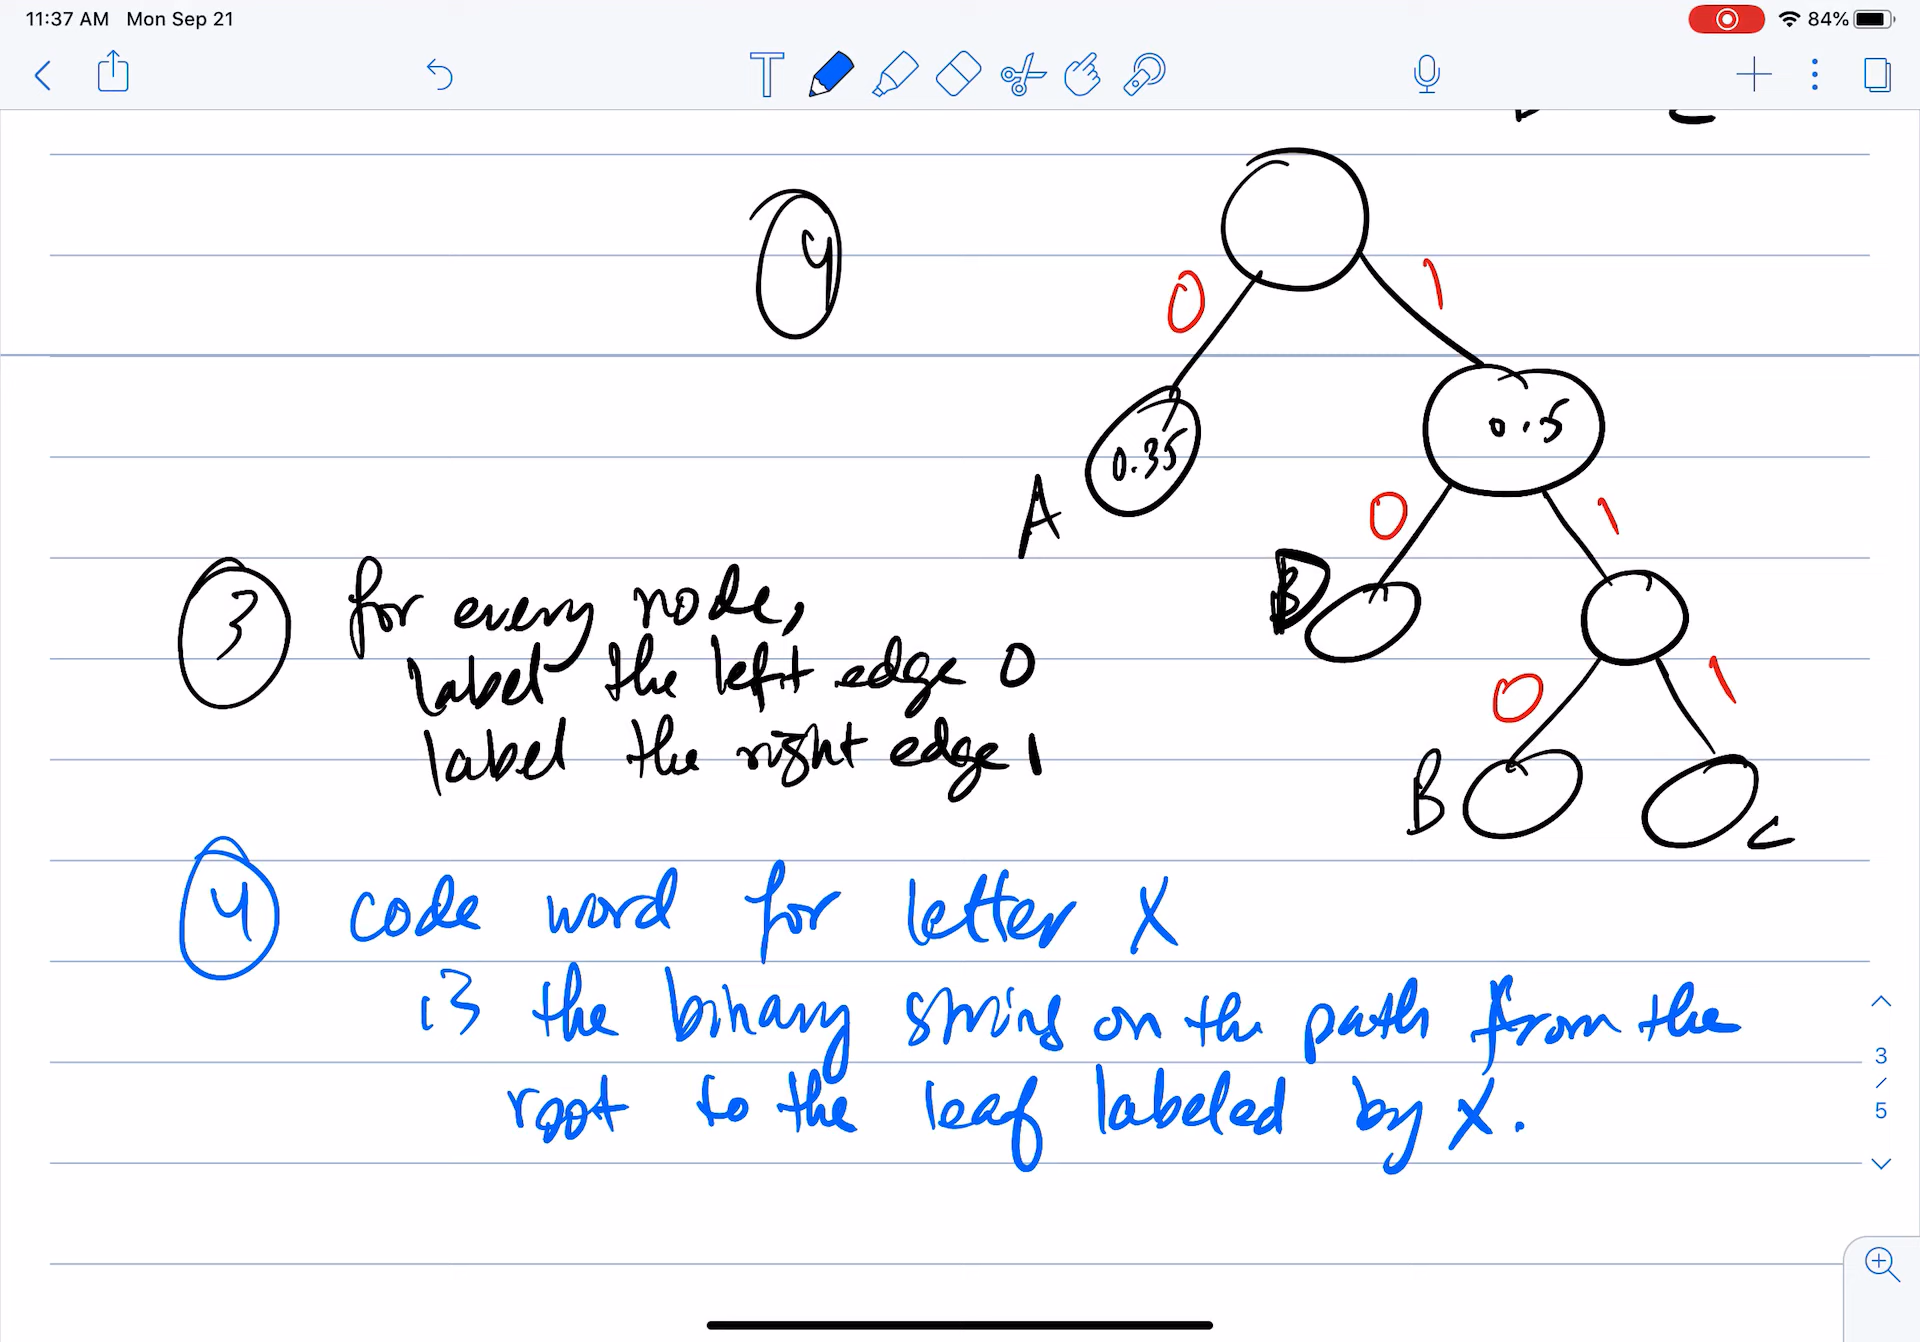 11:37 AM Mon Sep 21
84%
T
4
0
1
0.35
0.5
A
0
1
3
for every node,
label the left edge 0
label the right edge 1
0
1
B
C
4
code word for letter X
is the binary string on the path from the
root to the leaf labeled by X.
3
/
5